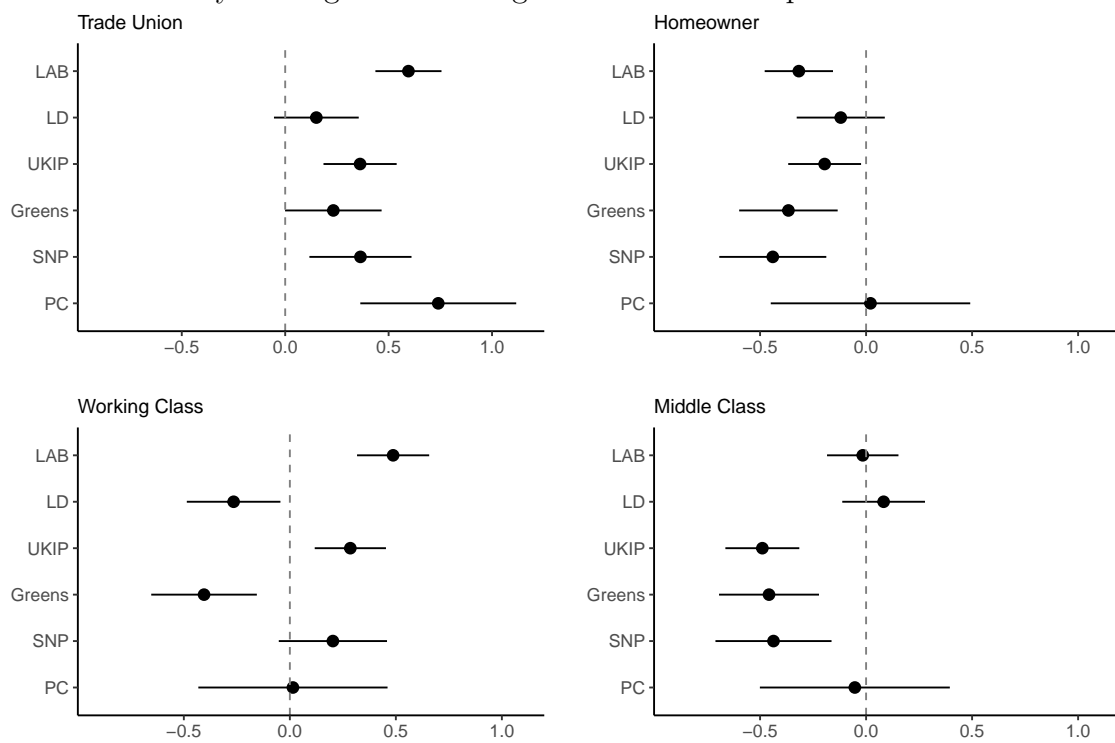 Trade Union
LAB
LD
UKIP
Greens
SNP
PC
−0.5 0.0 0.5 1.0
Homeowner
LAB
LD
UKIP
Greens
SNP
PC
−0.5 0.0 0.5 1.0
Working Class
LAB
LD
UKIP
Greens
SNP
PC
−0.5 0.0 0.5 1.0
Middle Class
LAB
LD
UKIP
Greens
SNP
PC
−0.5 0.0 0.5 1.0